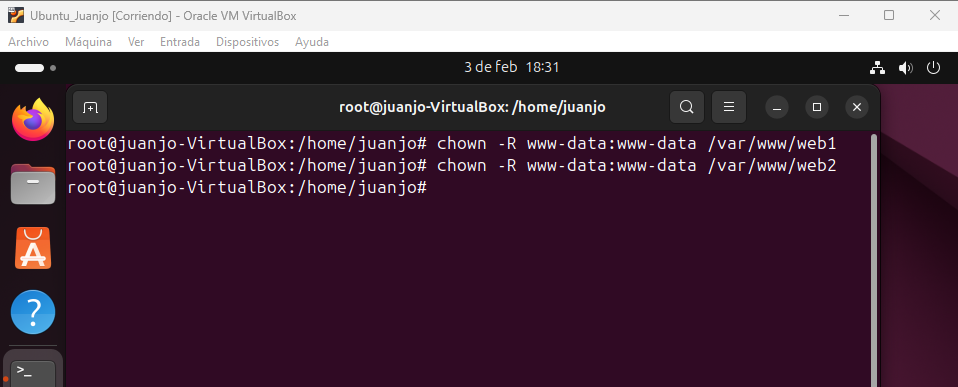 Ubuntu_Juanjo [Corriendo] - Oracle VM VirtualBox
Archivo Máquina Ver Entrada Dispositivos Ayuda
3 de feb 18:31
root@juanjo-VirtualBox: /home/juanjo
root@juanjo-VirtualBox:/home/juanjo# chown -R www-data:www-data /var/www/web1
root@juanjo-VirtualBox:/home/juanjo# chown -R www-data:www-data /var/www/web2
root@juanjo-VirtualBox:/home/juanjo#